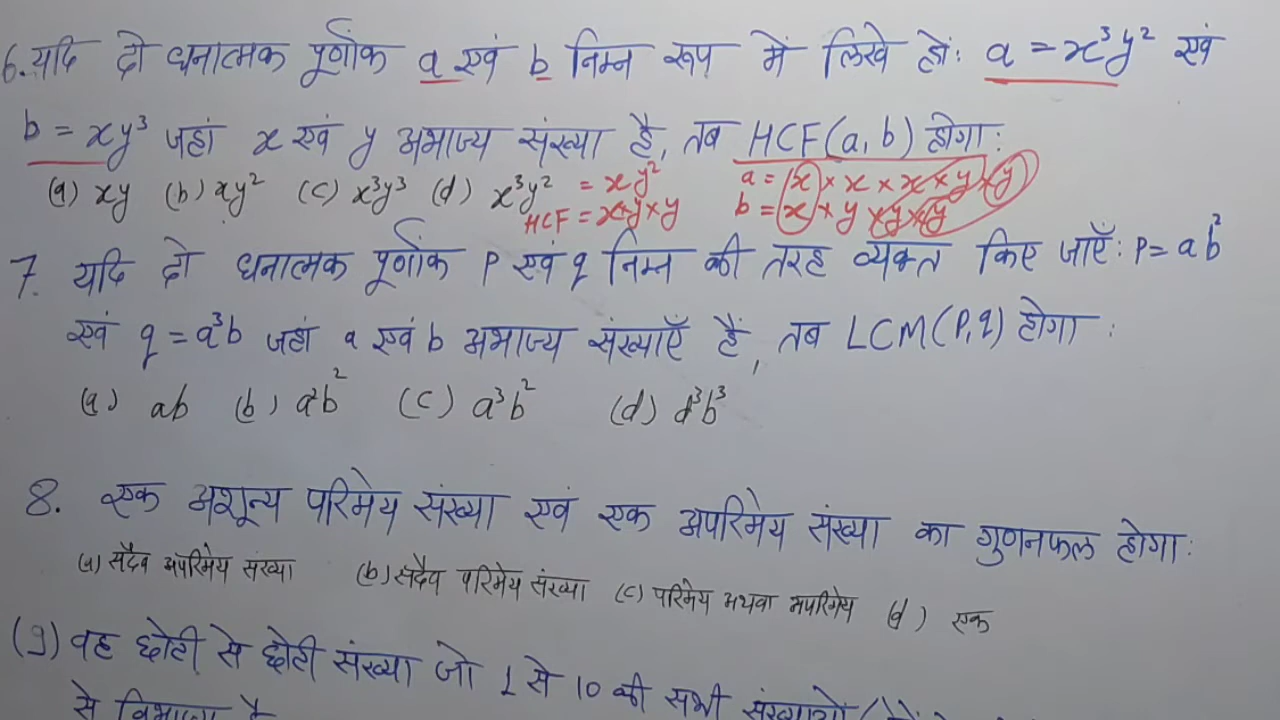 6. यदि दो धनात्मक पूर्णांक a एवं b निम्न रूप में लिखे हों: a = x³y² एवं
b = xy³ जहां x एवं y अभाज्य संख्या है, तब HCF(a, b) होगा:
(a) xy (b) xy² (c) x³y³ (d) x³y² = xy² a = x × x × x × y × y
HCF = x × y × y b = x × y × y × y
7. यदि दो धनात्मक पूर्णांक P एवं q निम्न की तरह व्यक्त किए जाएँ: P = ab²
एवं q = a³b जहां a एवं b अभाज्य संख्याएँ हैं, तब LCM(P,q) होगा:
(a) ab (b) a²b² (c) a³b² (d) a³b³
8. एक अशून्य परिमेय संख्या एवं एक अपरिमेय संख्या का गुणनफल होगा:
(a) सदैव अपरिमेय संख्या (b) सदैव परिमेय संख्या (c) परिमेय अथवा अपरिमेय (d) एक
(9) वह छोटी से छोटी संख्या जो 1 से 10 की सभी संख्याओं
से विभाज्य है